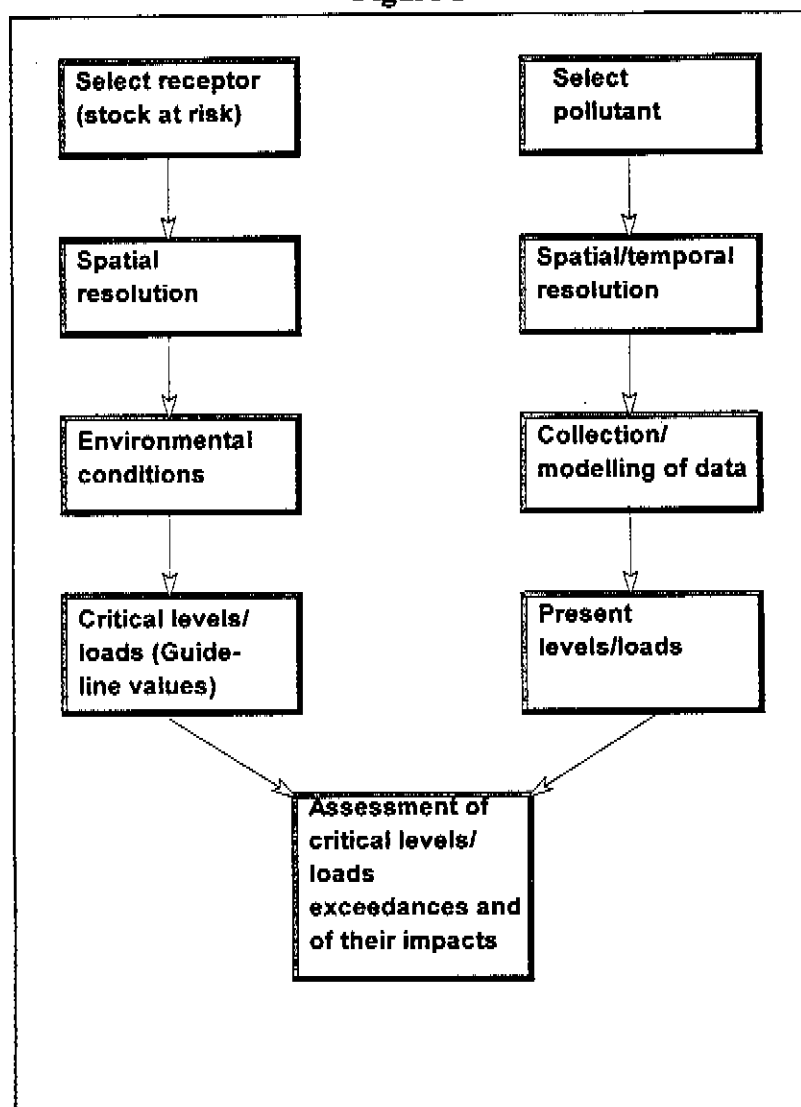 Select receptor
(stock at risk)
Spatial
resolution
Environmental
conditions
Critical levels/
loads (Guide-
line values)
Select
pollutant
Spatial/temporal
resolution
Collection/
modelling of data
Present
levels/loads
Assessment of
critical levels/
loads
exceedances and
of their impacts